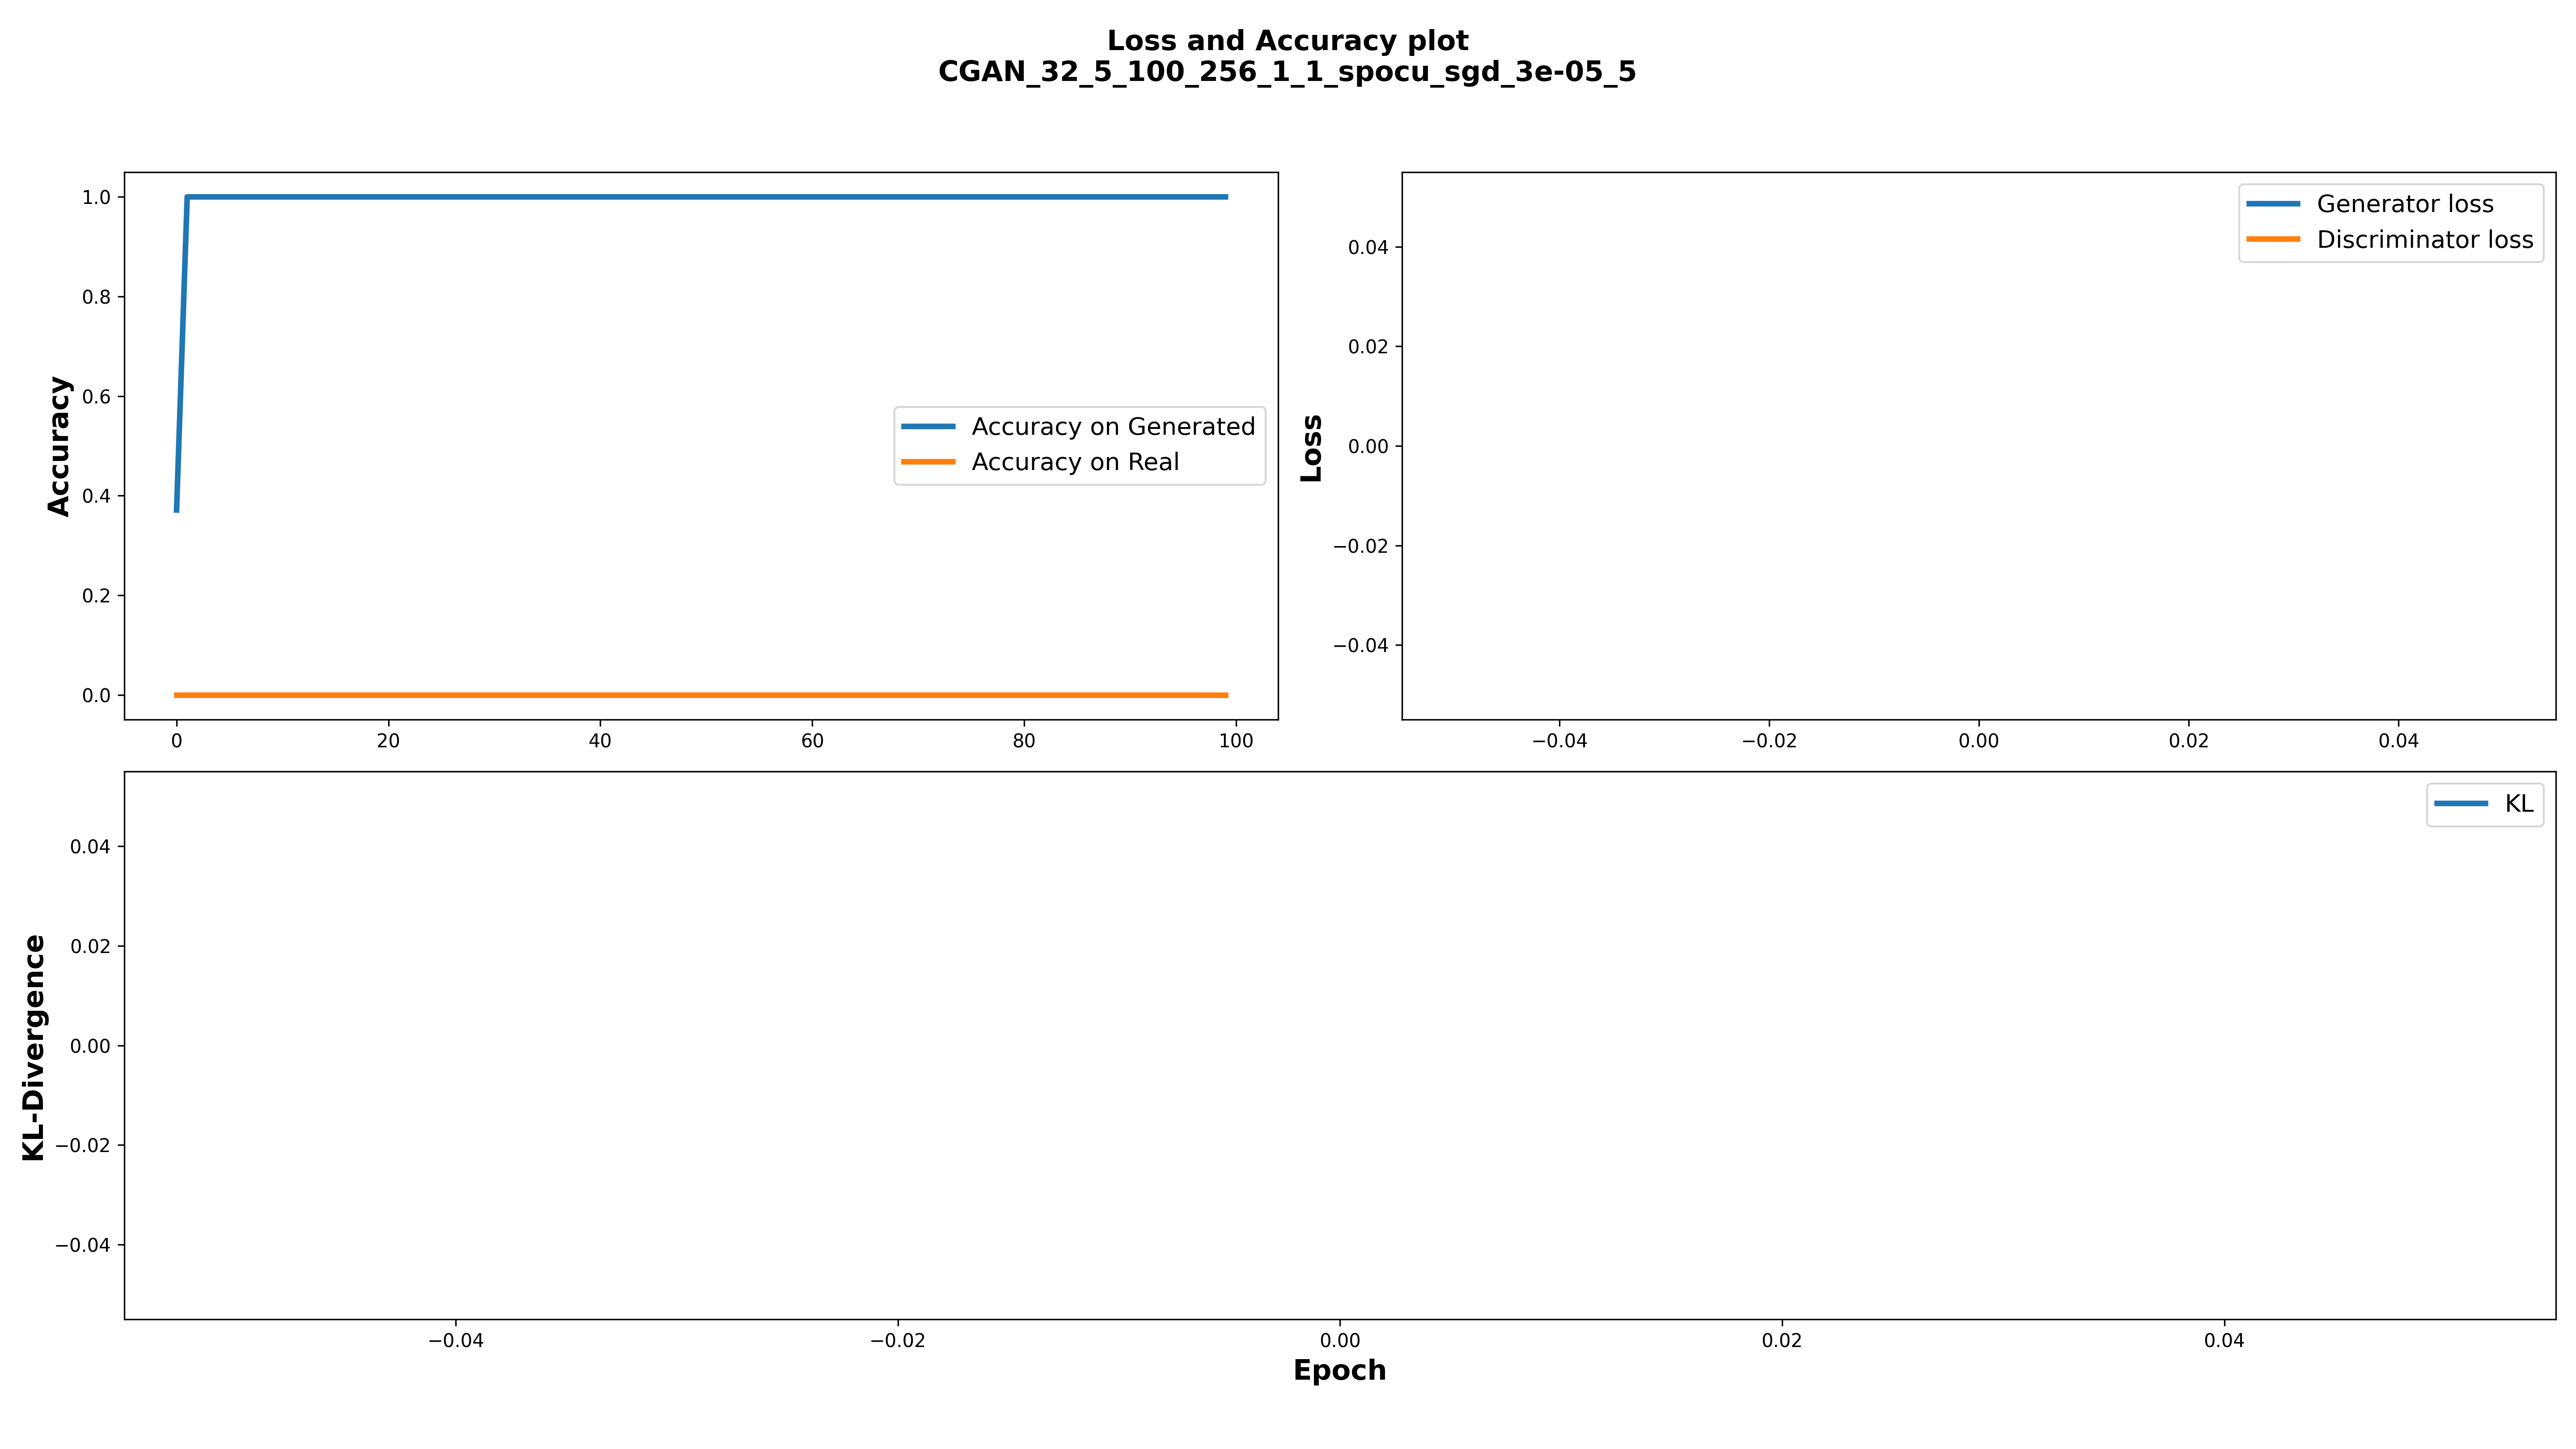 Loss and Accuracy plot
CGAN_32_5_100_256_1_1_spocu_sgd_3e-05_5
Accuracy
1.0
0.8
0.6
0.4
0.2
0.0
Accuracy on Generated
Accuracy on Real
0 20 40 60 80 100
Loss
0.04
0.02
0.00
−0.02
−0.04
Generator loss
Discriminator loss
−0.04 −0.02 0.00 0.02 0.04
KL-Divergence
0.04
0.02
0.00
−0.02
−0.04
KL
−0.04 −0.02 0.00 0.02 0.04
Epoch